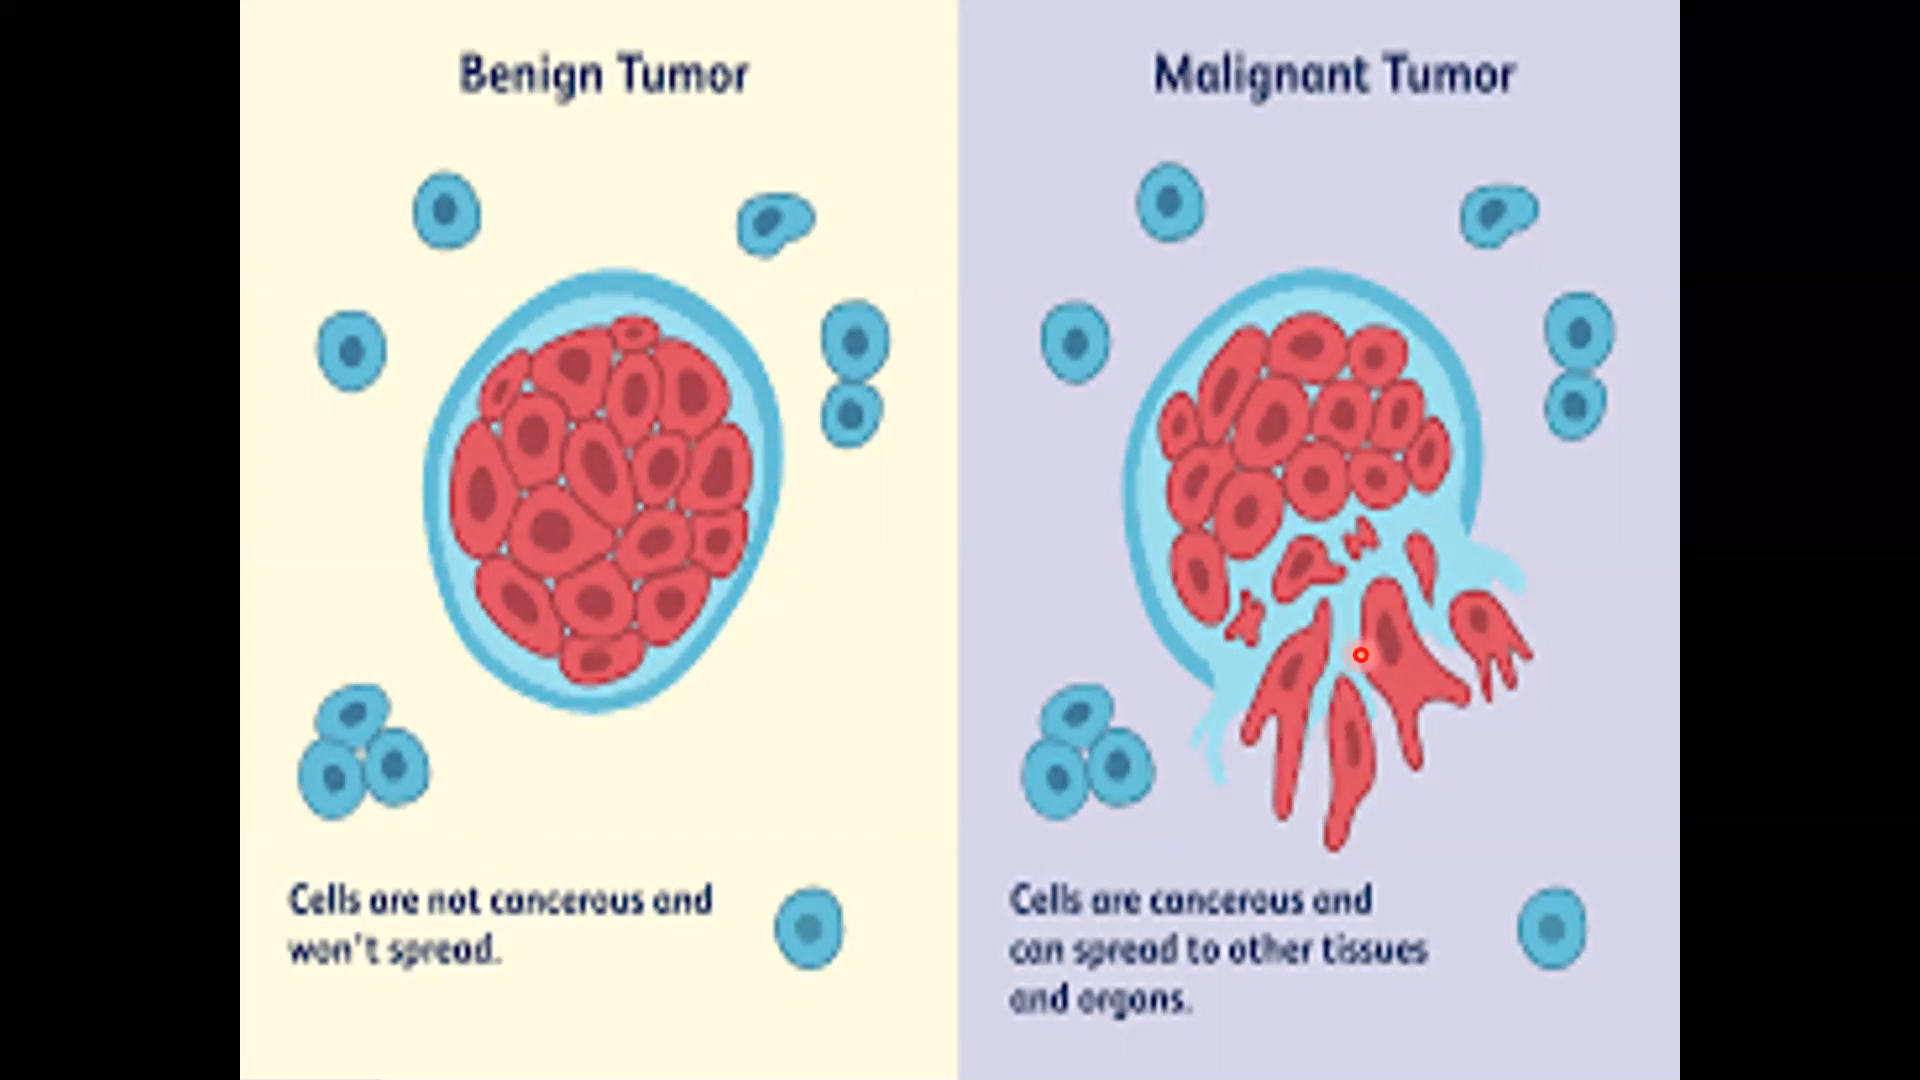 Benign Tumor
Malignant Tumor
Cells are not cancerous and
won't spread.
Cells are cancerous and
can spread to other tissues
and organs.